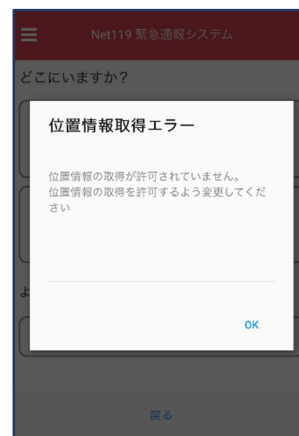 Net119 緊急通報システム
どこにいますか？
位置情報取得エラー
位置情報の取得が許可されていません。
位置情報の取得を許可するよう変更してくだ
さい
よ
OK
戻る